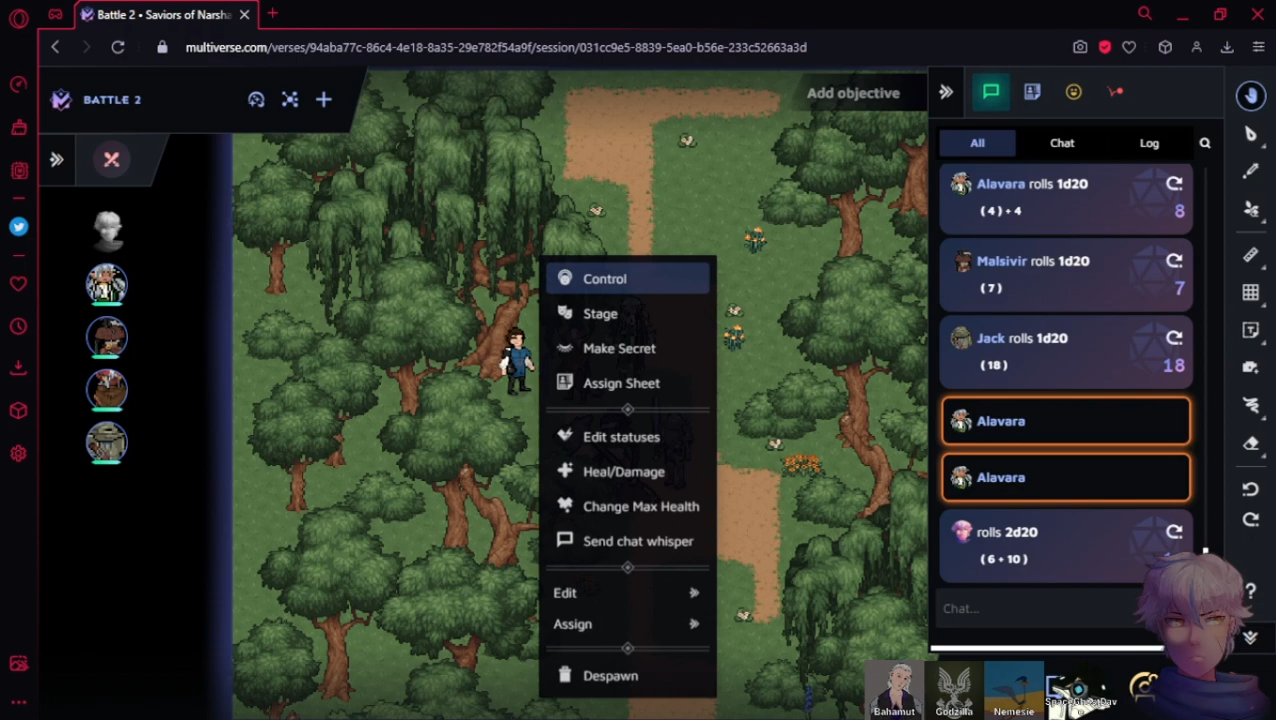 Battle 2 • Saviors of Narsha
multiverse.com/verses/94aba77c-86c4-4e18-8a35-29e782f54a9f/session/031cc9e5-8839-5ea0-b56e-233c52663a3d
BATTLE 2
Add objective
All
Chat
Log
Alavara rolls 1d20
( 4 ) + 4
8
Malsivir rolls 1d20
( 7 )
7
Jack rolls 1d20
( 18 )
18
Alavara
Alavara
rolls 2d20
( 6 + 10 )
Chat...
Control
Stage
Make Secret
Assign Sheet
Edit statuses
Heal/Damage
Change Max Health
Send chat whisper
Edit
Assign
Despawn
Bahamut
Godzilla
Nemesie
SpaceGhostDav